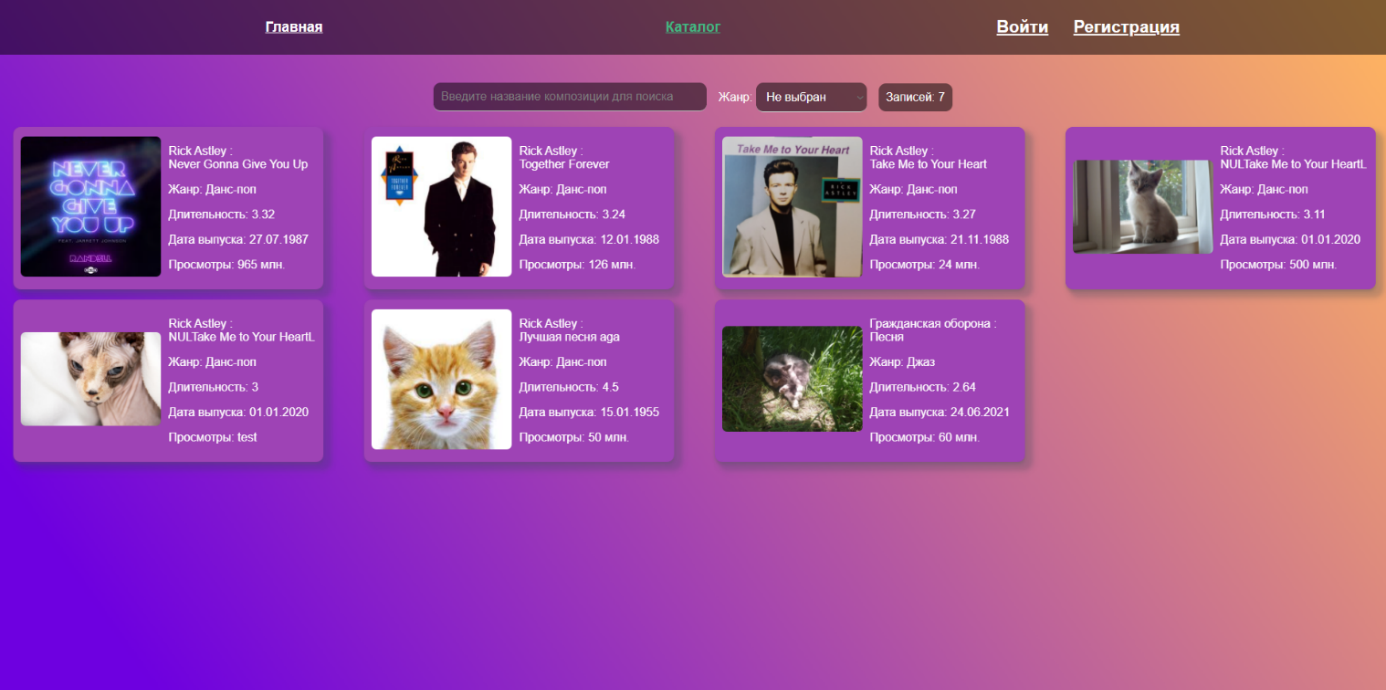 Главная
Каталог
Войти
Регистрация
Введите название композиции для поиска
Жанр:
Не выбран
Записей: 7
NEVER
GONNA
GIVE
YOU UP
FEAT. JARRETT JOHNSON
Rick Astley :
Never Gonna Give You Up
Жанр: Данс-поп
Длительность: 3.32
Дата выпуска: 27.07.1987
Просмотры: 965 млн.
Rick Astley :
Together Forever
Жанр: Данс-поп
Длительность: 3.24
Дата выпуска: 12.01.1988
Просмотры: 126 млн.
Take Me to Your Heart
RICK
ASTLEY
Rick Astley :
Take Me to Your Heart
Жанр: Данс-поп
Длительность: 3.27
Дата выпуска: 21.11.1988
Просмотры: 24 млн.
Rick Astley :
NULTake Me to Your HeartL
Жанр: Данс-поп
Длительность: 3.11
Дата выпуска: 01.01.2020
Просмотры: 500 млн.
Rick Astley :
NULTake Me to Your HeartL
Жанр: Данс-поп
Длительность: 3
Дата выпуска: 01.01.2020
Просмотры: test
Rick Astley :
Лучшая песня ада
Жанр: Данс-поп
Длительность: 4.5
Дата выпуска: 15.01.1955
Просмотры: 50 млн.
Гражданская оборона :
Песня
Жанр: Джаз
Длительность: 2.64
Дата выпуска: 24.06.2021
Просмотры: 60 млн.